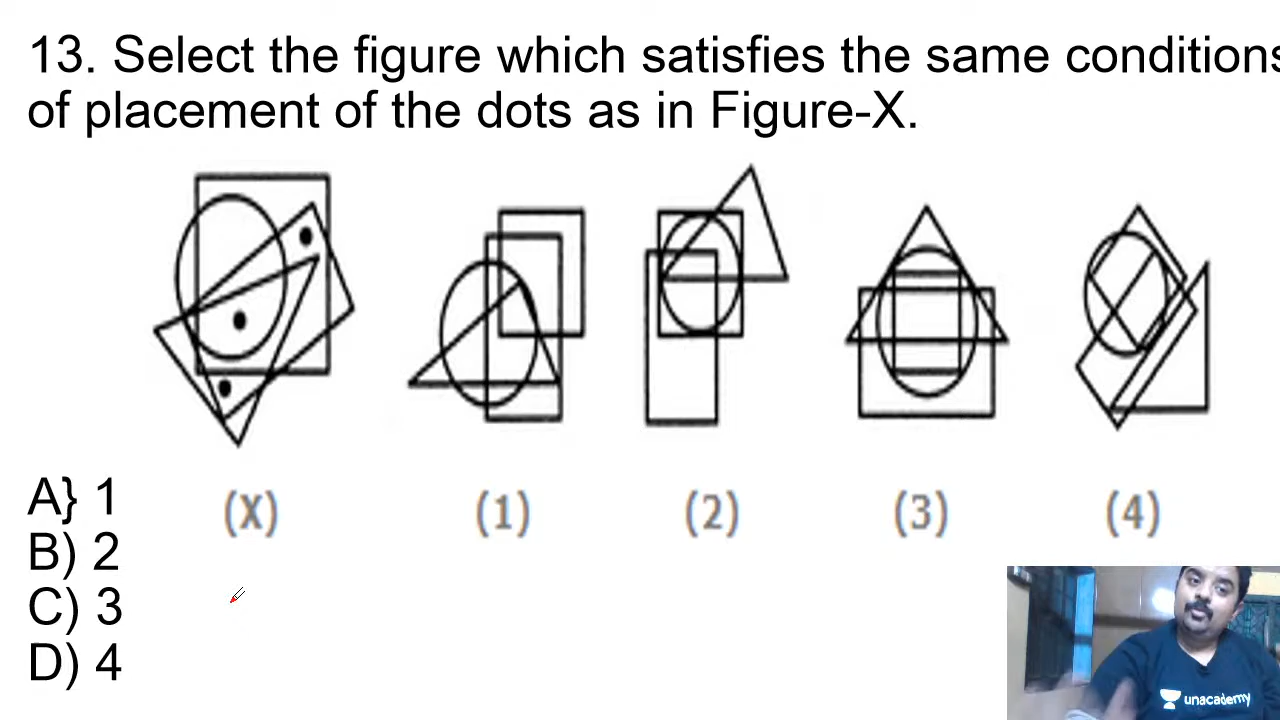 13. Select the figure which satisfies the same conditions
of placement of the dots as in Figure-X.
(X) (1) (2) (3) (4)
A} 1
B) 2
C) 3
D) 4
unacademy